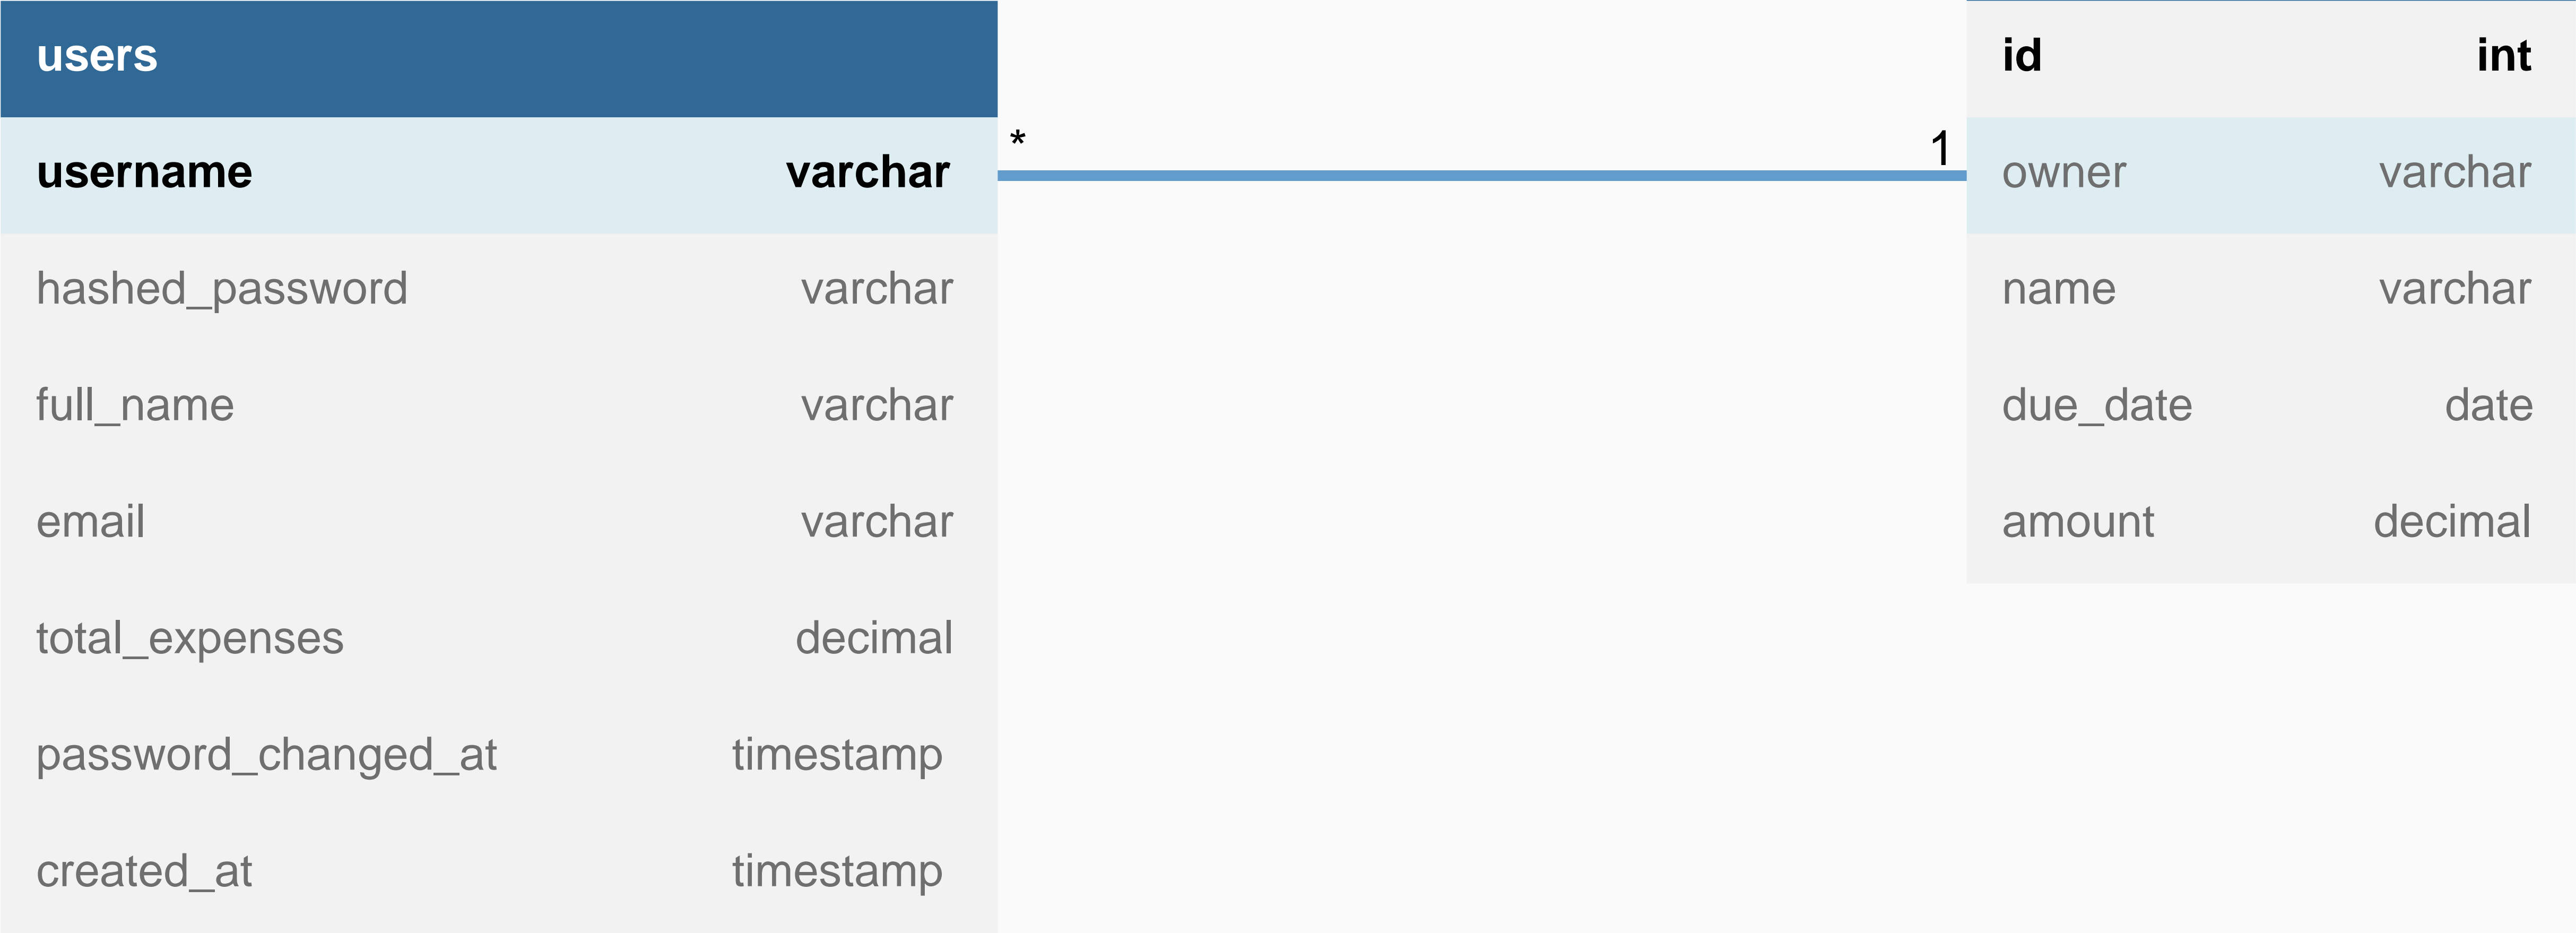 users
username varchar
hashed_password varchar
full_name varchar
email varchar
total_expenses decimal
password_changed_at timestamp
created_at timestamp
* 1
id int
owner varchar
name varchar
due_date date
amount decimal